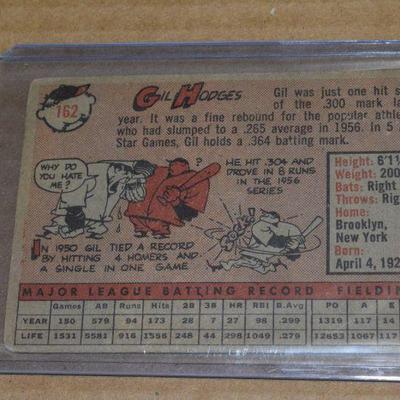 162
GIL HODGES
Gil was just one hit s
of the .300 mark la
year. It was a fine rebound for the popular athle
who had slumped to a .265 average in 1956. In 5
Star Games, Gil holds a .364 batting mark.
WHY DO
YOU HATE
ME?
HE HIT .304 AND
DROVE IN 8 RUNS
IN THE 1956
SERIES
IN 1950 GIL TIED A RECORD
BY HITTING 4 HOMERS AND
A SINGLE IN ONE GAME
SOCKO!
Height: 6'1½
Weight: 200
Bats: Right
Throws: Rig
Home:
Brooklyn,
New York
Born:
April 4, 192
MAJOR LEAGUE BATTING RECORD FIELDIN
Games AB Runs Hits 2B 3B HR RBI B.Avg PO A E
YEAR 150 579 94 173 28 7 27 98 .299 1319 117 14
LIFE 1531 5581 916 1556 248 39 298 1049 .279 12653 1067 117